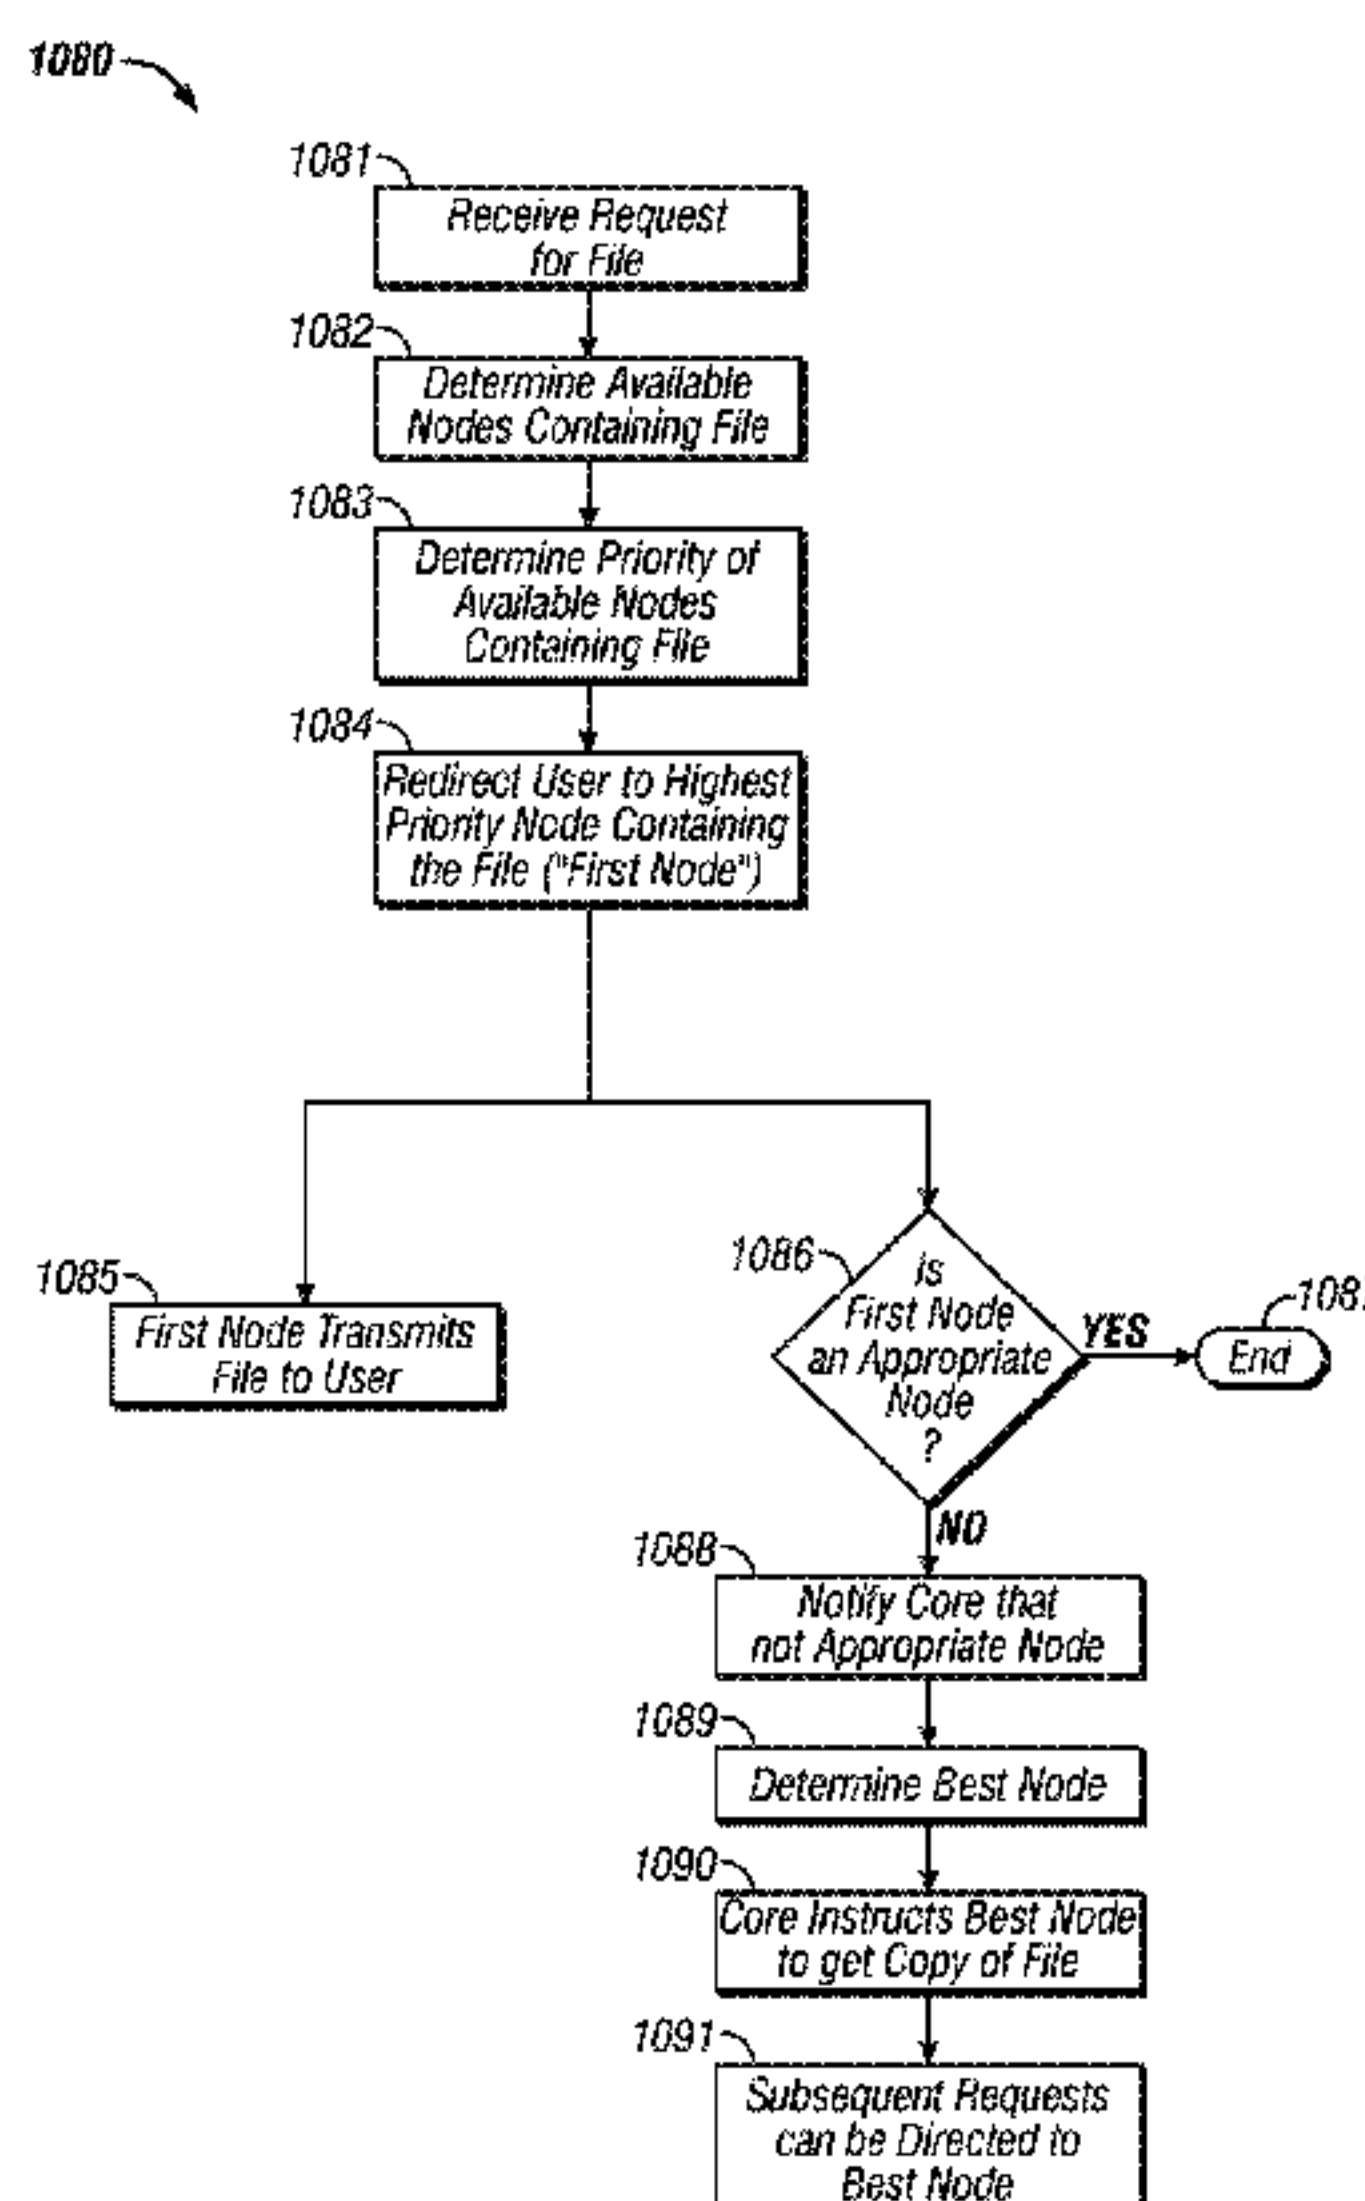 1080
1081
Receive Request
for File
1082
Determine Available
Nodes Containing File
1083
Determine Priority of
Available Nodes
Containing File
1084
Redirect User to Highest
Priority Node Containing
the File ("First Node")
1085
First Node Transmits
File to User
1086
Is
First Node
an Appropriate
Node
?
YES
End
NO
1088
Notify Core that
not Appropriate Node
1089
Determine Best Node
1090
Core Instructs Best Node
to get Copy of File
1091
Subsequent Requests
can be Directed to
Best Node